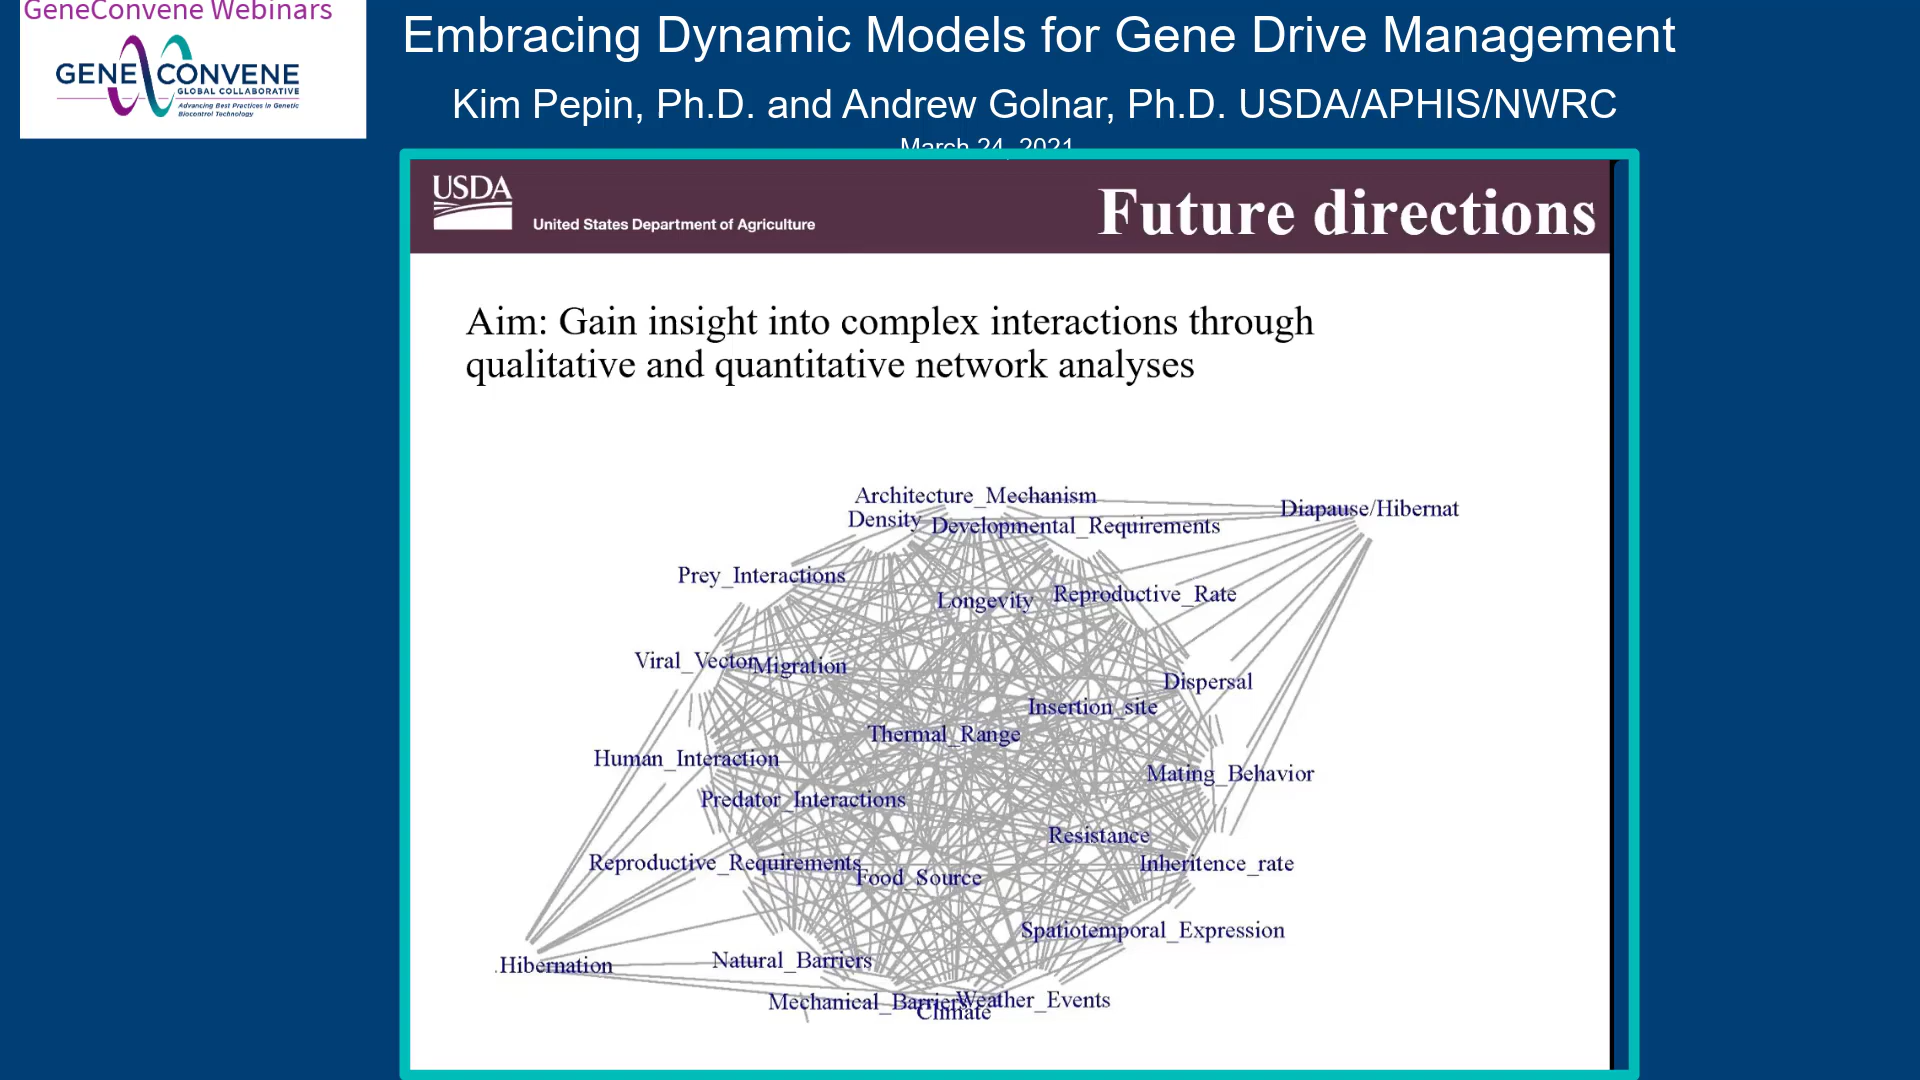 GeneConvene Webinars
GENE CONVENE
GLOBAL COLLABORATIVE
Advancing Best Practices in Genetic
Biocontrol Technology
Embracing Dynamic Models for Gene Drive Management
Kim Pepin, Ph.D. and Andrew Golnar, Ph.D. USDA/APHIS/NWRC
March 24, 2021
USDA
United States Department of Agriculture
Future directions
Aim: Gain insight into complex interactions through
qualitative and quantitative network analyses
Architecture_Mechanism
Diapause/Hibernat
Density
Developmental_Requirements
Prey_Interactions
Longevity
Reproductive_Rate
Viral_Vector
Migration
Dispersal
Insertion_site
Thermal_Range
Human_Interaction
Mating_Behavior
Predator_Interactions
Resistance
Reproductive_Requirements
Inheritence_rate
Food_Source
Spatiotemporal_Expression
Natural_Barriers
.Hibernation
Mechanical_Barriers
Weather_Events
Climate